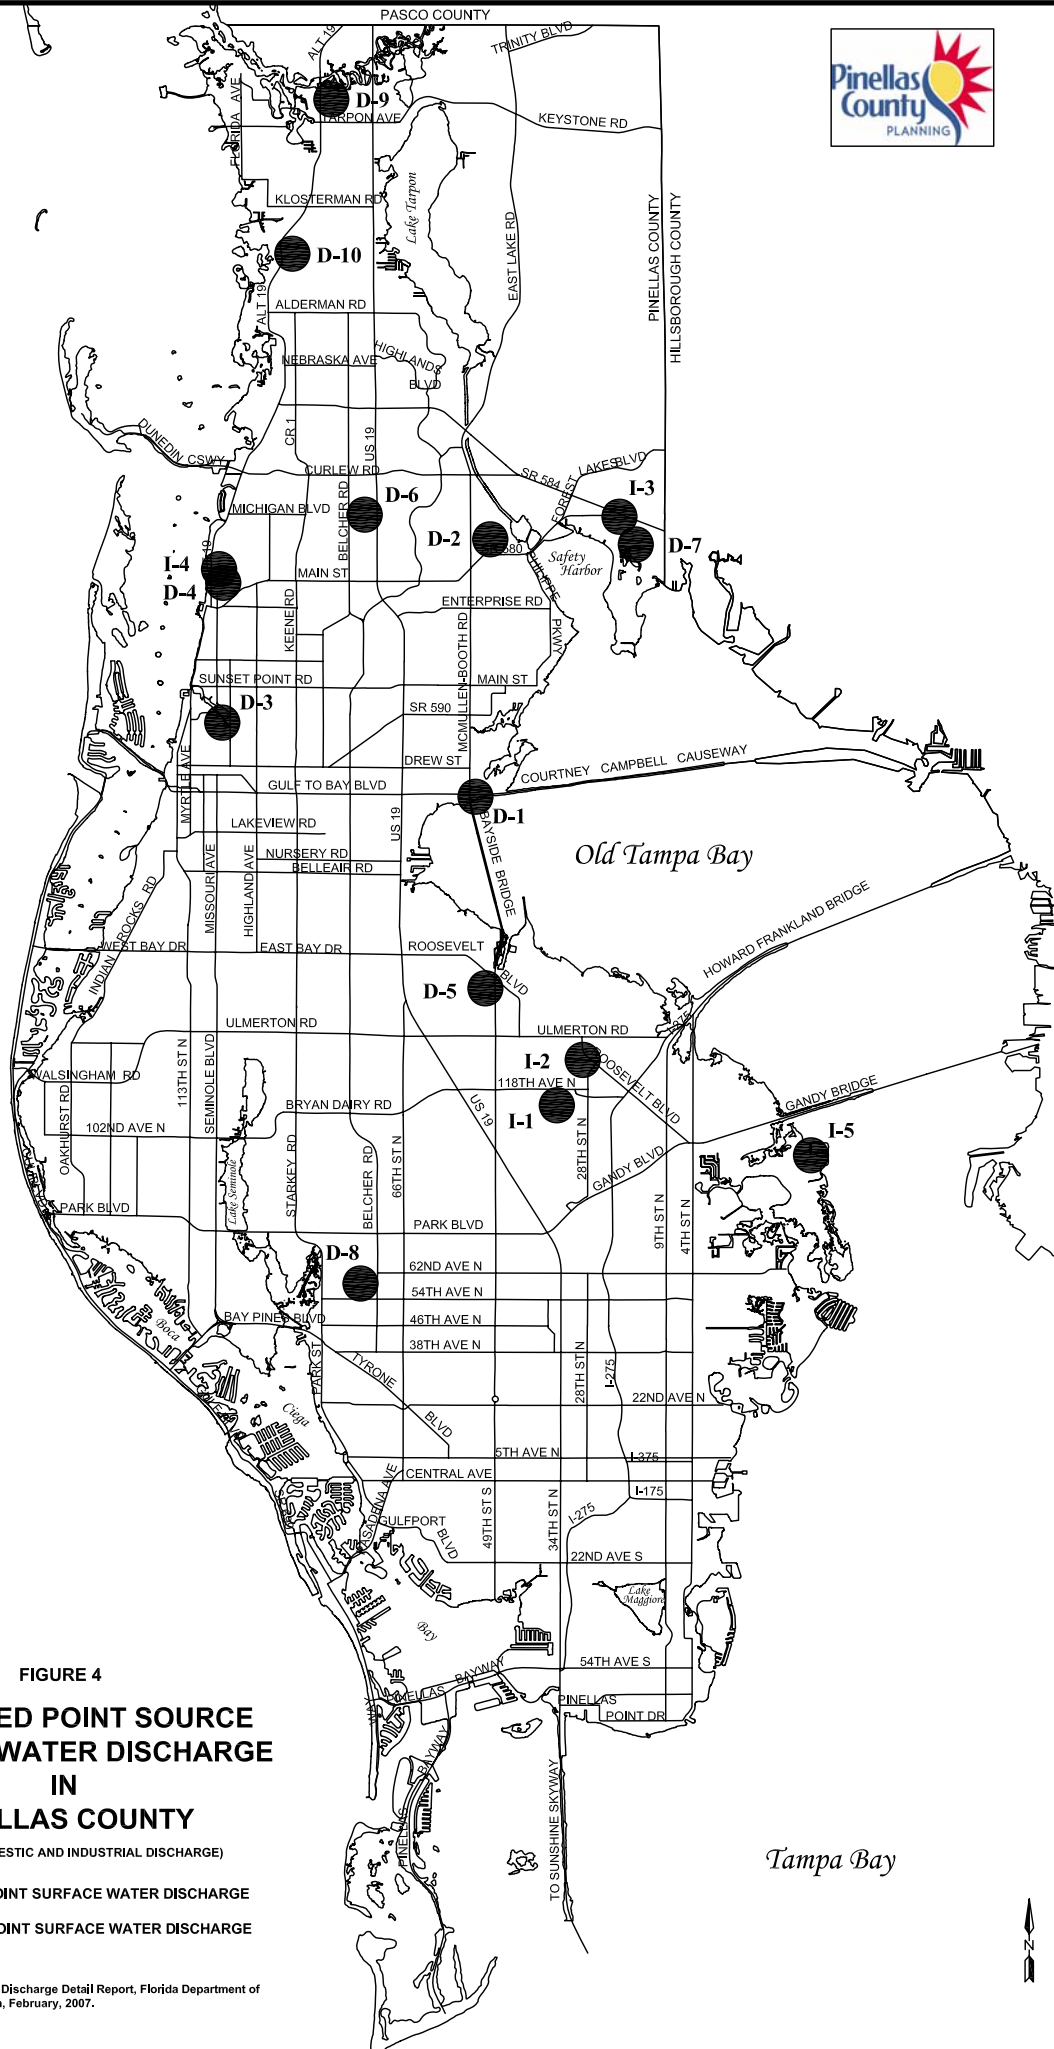 PASCO COUNTY
ALT 19
TRINITY BLVD
Pinellas
County
PLANNING
D-9
TARPON AVE
FLORIDA AVE
KEYSTONE RD
KLOSTERMAN RD
Lake Tarpon
EAST LAKE RD
PINELLAS COUNTY
HILLSBOROUGH COUNTY
D-10
ALT 19
ALDERMAN RD
NEBRASKA AVE
HIGHLANDS
BLVD
CR 1
US 19
DUNEDIN CSWY
CURLEW RD
SR 584
FOREST
LAKES BLVD
I-3
D-6
MICHIGAN BLVD
BELCHER RD
D-2
580
D-7
Safety
Harbor
I-4
19
D-4
MAIN ST
PHILIPPE
PKWY
ENTERPRISE RD
KEENE RD
MCMULLEN-BOOTH RD
SUNSET POINT RD
MAIN ST
D-3
SR 590
DREW ST
COURTNEY CAMPBELL CAUSEWAY
MYRTLE AVE
GULF TO BAY BLVD
US 19
D-1
BAYSIDE BRIDGE
LAKEVIEW RD
Old Tampa Bay
NURSERY RD
BELLEAIR RD
MISSOURI AVE
HIGHLAND AVE
INDIAN ROCKS RD
HOWARD FRANKLAND BRIDGE
WEST BAY DR
EAST BAY DR
ROOSEVELT
BLVD
D-5
ULMERTON RD
ULMERTON RD
I-275
113TH ST N
SEMINOLE BLVD
I-2
ROOSEVELT BLVD
WALSINGHAM RD
118TH AVE N
GANDY BRIDGE
OAKHURST RD
BRYAN DAIRY RD
US 19
I-1
102ND AVE N
I-5
STARKEY RD
BELCHER RD
66TH ST N
28TH ST N
GANDY BLVD
Lake Seminole
9TH ST N
4TH ST N
PARK BLVD
PARK BLVD
D-8
62ND AVE N
54TH AVE N
BAY PINES BLVD
46TH AVE N
Boca
38TH AVE N
PARK ST
TYRONE
BLVD
28TH ST N
I-275
22ND AVE N
Ciega
5TH AVE N
I-375
CENTRAL AVE
PASADENA AVE
49TH ST S
34TH ST N
I-175
I-275
GULFPORT
BLVD
22ND AVE S
Lake
Maggiore
Bay
54TH AVE S
FIGURE 4
PINELLAS BAYWAY
PINELLAS
POINT DR
WAY
ED POINT SOURCE
WATER DISCHARGE
IN
LLAS COUNTY
PINELLAS BAYWAY
TO SUNSHINE SKYWAY
ESTIC AND INDUSTRIAL DISCHARGE)
Tampa Bay
OINT SURFACE WATER DISCHARGE
OINT SURFACE WATER DISCHARGE
N
Discharge Detail Report, Florida Department of
n, February, 2007.